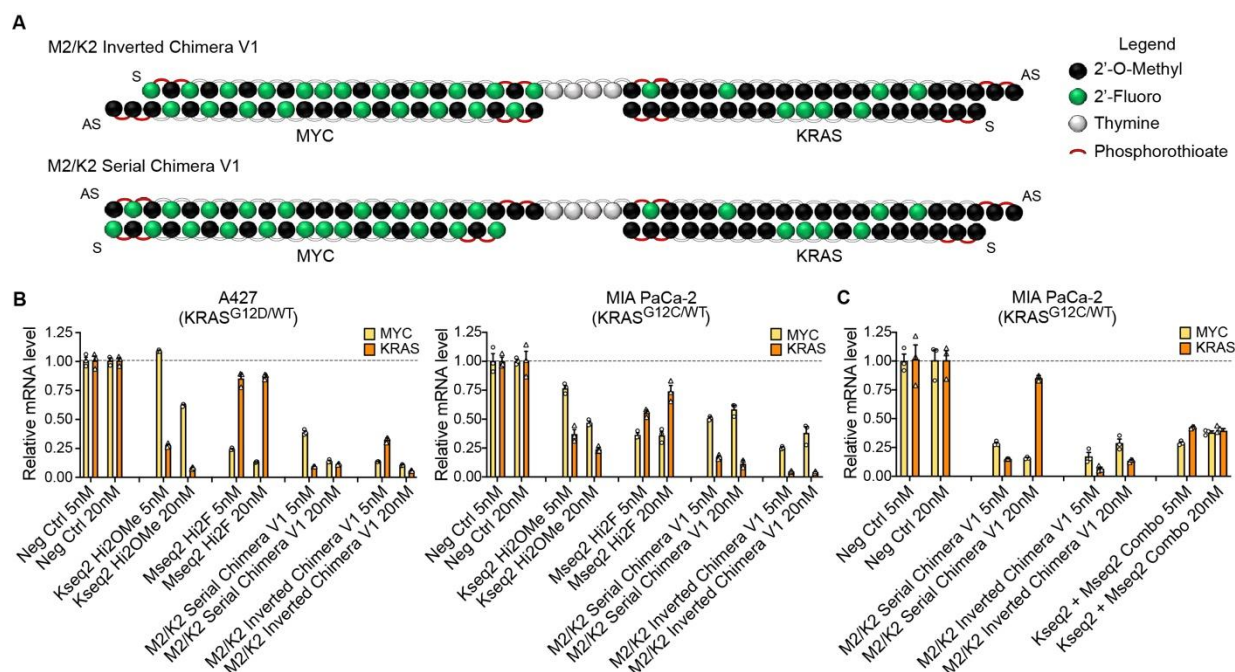 A
M2/K2 Inverted Chimera V1
S
AS
AS
MYC
KRAS
S
Legend
2'-O-Methyl
2'-Fluoro
Thymine
Phosphorothioate
M2/K2 Serial Chimera V1
AS
AS
S
MYC
KRAS
S
B
A427
(KRASG12D/WT)
Relative mRNA level
1.25
1.00
0.75
0.50
0.25
0.00
MYC
KRAS
Neg Ctrl 5nM
Neg Ctrl 20nM
Kseq2 Hi2OMe 5nM
Kseq2 Hi2OMe 20nM
Mseq2 Hi2F 5nM
Mseq2 Hi2F 20nM
M2/K2 Serial Chimera V1 5nM
M2/K2 Serial Chimera V1 20nM
M2/K2 Inverted Chimera V1 5nM
M2/K2 Inverted Chimera V1 20nM
MIA PaCa-2
(KRASG12C/WT)
Relative mRNA level
1.25
1.00
0.75
0.50
0.25
0.00
MYC
KRAS
Neg Ctrl 5nM
Neg Ctrl 20nM
Kseq2 Hi2OMe 5nM
Kseq2 Hi2OMe 20nM
Mseq2 Hi2F 5nM
Mseq2 Hi2F 20nM
M2/K2 Serial Chimera V1 5nM
M2/K2 Serial Chimera V1 20nM
M2/K2 Inverted Chimera V1 5nM
M2/K2 Inverted Chimera V1 20nM
C
MIA PaCa-2
(KRASG12C/WT)
Relative mRNA level
1.25
1.00
0.75
0.50
0.25
0.00
MYC
KRAS
Neg Ctrl 5nM
Neg Ctrl 20nM
M2/K2 Serial Chimera V1 5nM
M2/K2 Serial Chimera V1 20nM
M2/K2 Inverted Chimera V1 5nM
M2/K2 Inverted Chimera V1 20nM
Kseq2 + Mseq2 Combo 5nM
Kseq2 + Mseq2 Combo 20nM